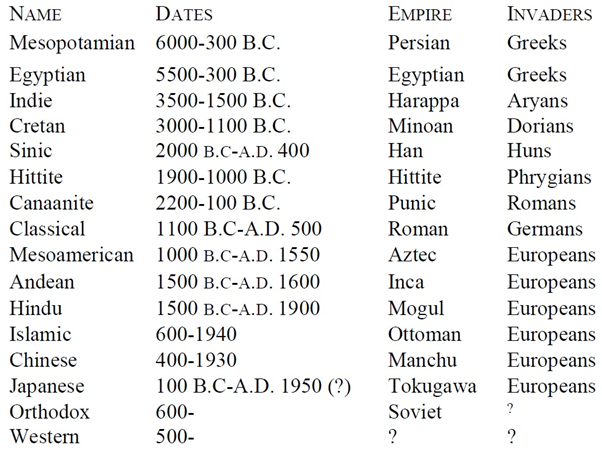 NAME DATES EMPIRE INVADERS
Mesopotamian 6000-300 B.C. Persian Greeks
Egyptian 5500-300 B.C. Egyptian Greeks
Indie 3500-1500 B.C. Harappa Aryans
Cretan 3000-1100 B.C. Minoan Dorians
Sinic 2000 B.C-A.D. 400 Han Huns
Hittite 1900-1000 B.C. Hittite Phrygians
Canaanite 2200-100 B.C. Punic Romans
Classical 1100 B.C-A.D. 500 Roman Germans
Mesoamerican 1000 B.C-A.D. 1550 Aztec Europeans
Andean 1500 B.C-A.D. 1600 Inca Europeans
Hindu 1500 B.C-A.D. 1900 Mogul Europeans
Islamic 600-1940 Ottoman Europeans
Chinese 400-1930 Manchu Europeans
Japanese 100 B.C-A.D. 1950 (?) Tokugawa Europeans
Orthodox 600- Soviet ?
Western 500- ? ?